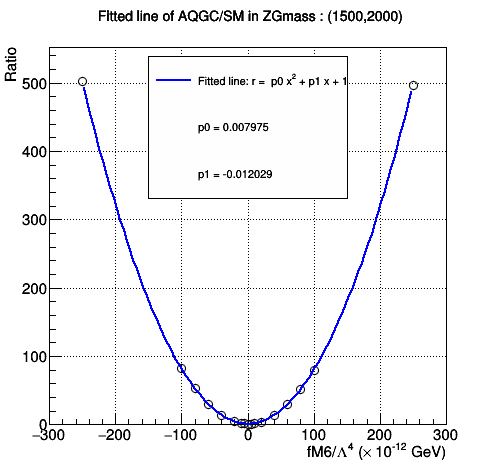 Fitted line of AQGC/SM in ZGmass : (1500,2000)
Ratio
Fitted line: r = p0 x² + p1 x + 1
p0 = 0.007975
p1 = -0.012029
500
400
300
200
100
0
−300 −200 −100 0 100 200 300
fM6/Λ⁴ (× 10⁻¹² GeV)